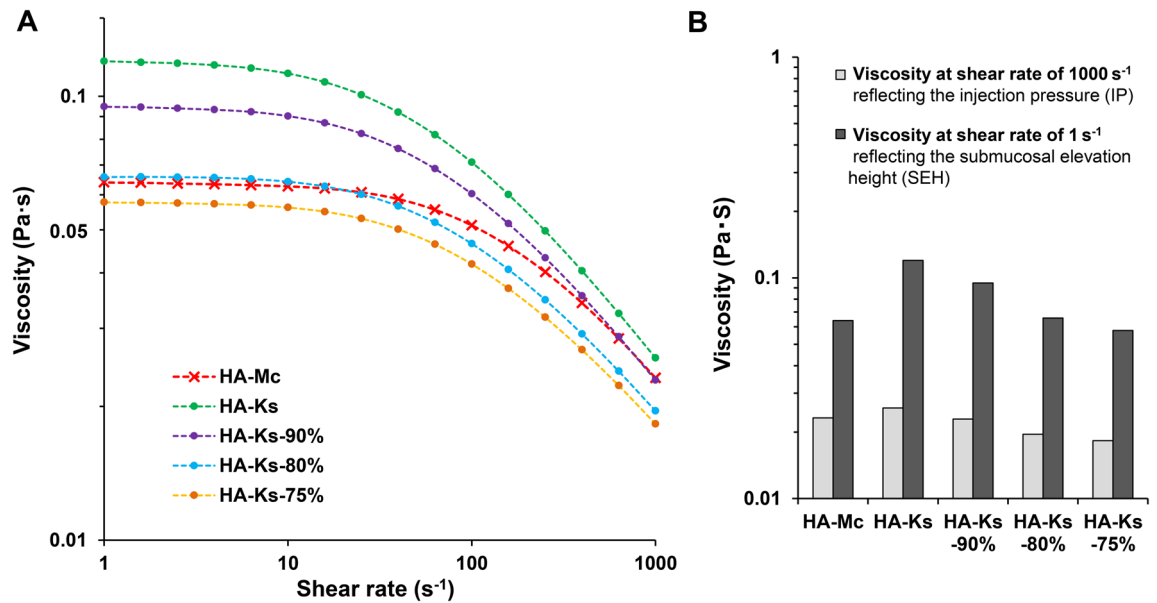 A
0.1
0.05
0.01
Viscosity (Pa·s)
1
10
100
1000
Shear rate (s⁻¹)
HA-Mc
HA-Ks
HA-Ks-90%
HA-Ks-80%
HA-Ks-75%
B
1
0.1
0.01
Viscosity (Pa·S)
Viscosity at shear rate of 1000 s⁻¹
reflecting the injection pressure (IP)
Viscosity at shear rate of 1 s⁻¹
reflecting the submucosal elevation
height (SEH)
HA-Mc
HA-Ks
HA-Ks
-90%
HA-Ks
-80%
HA-Ks
-75%